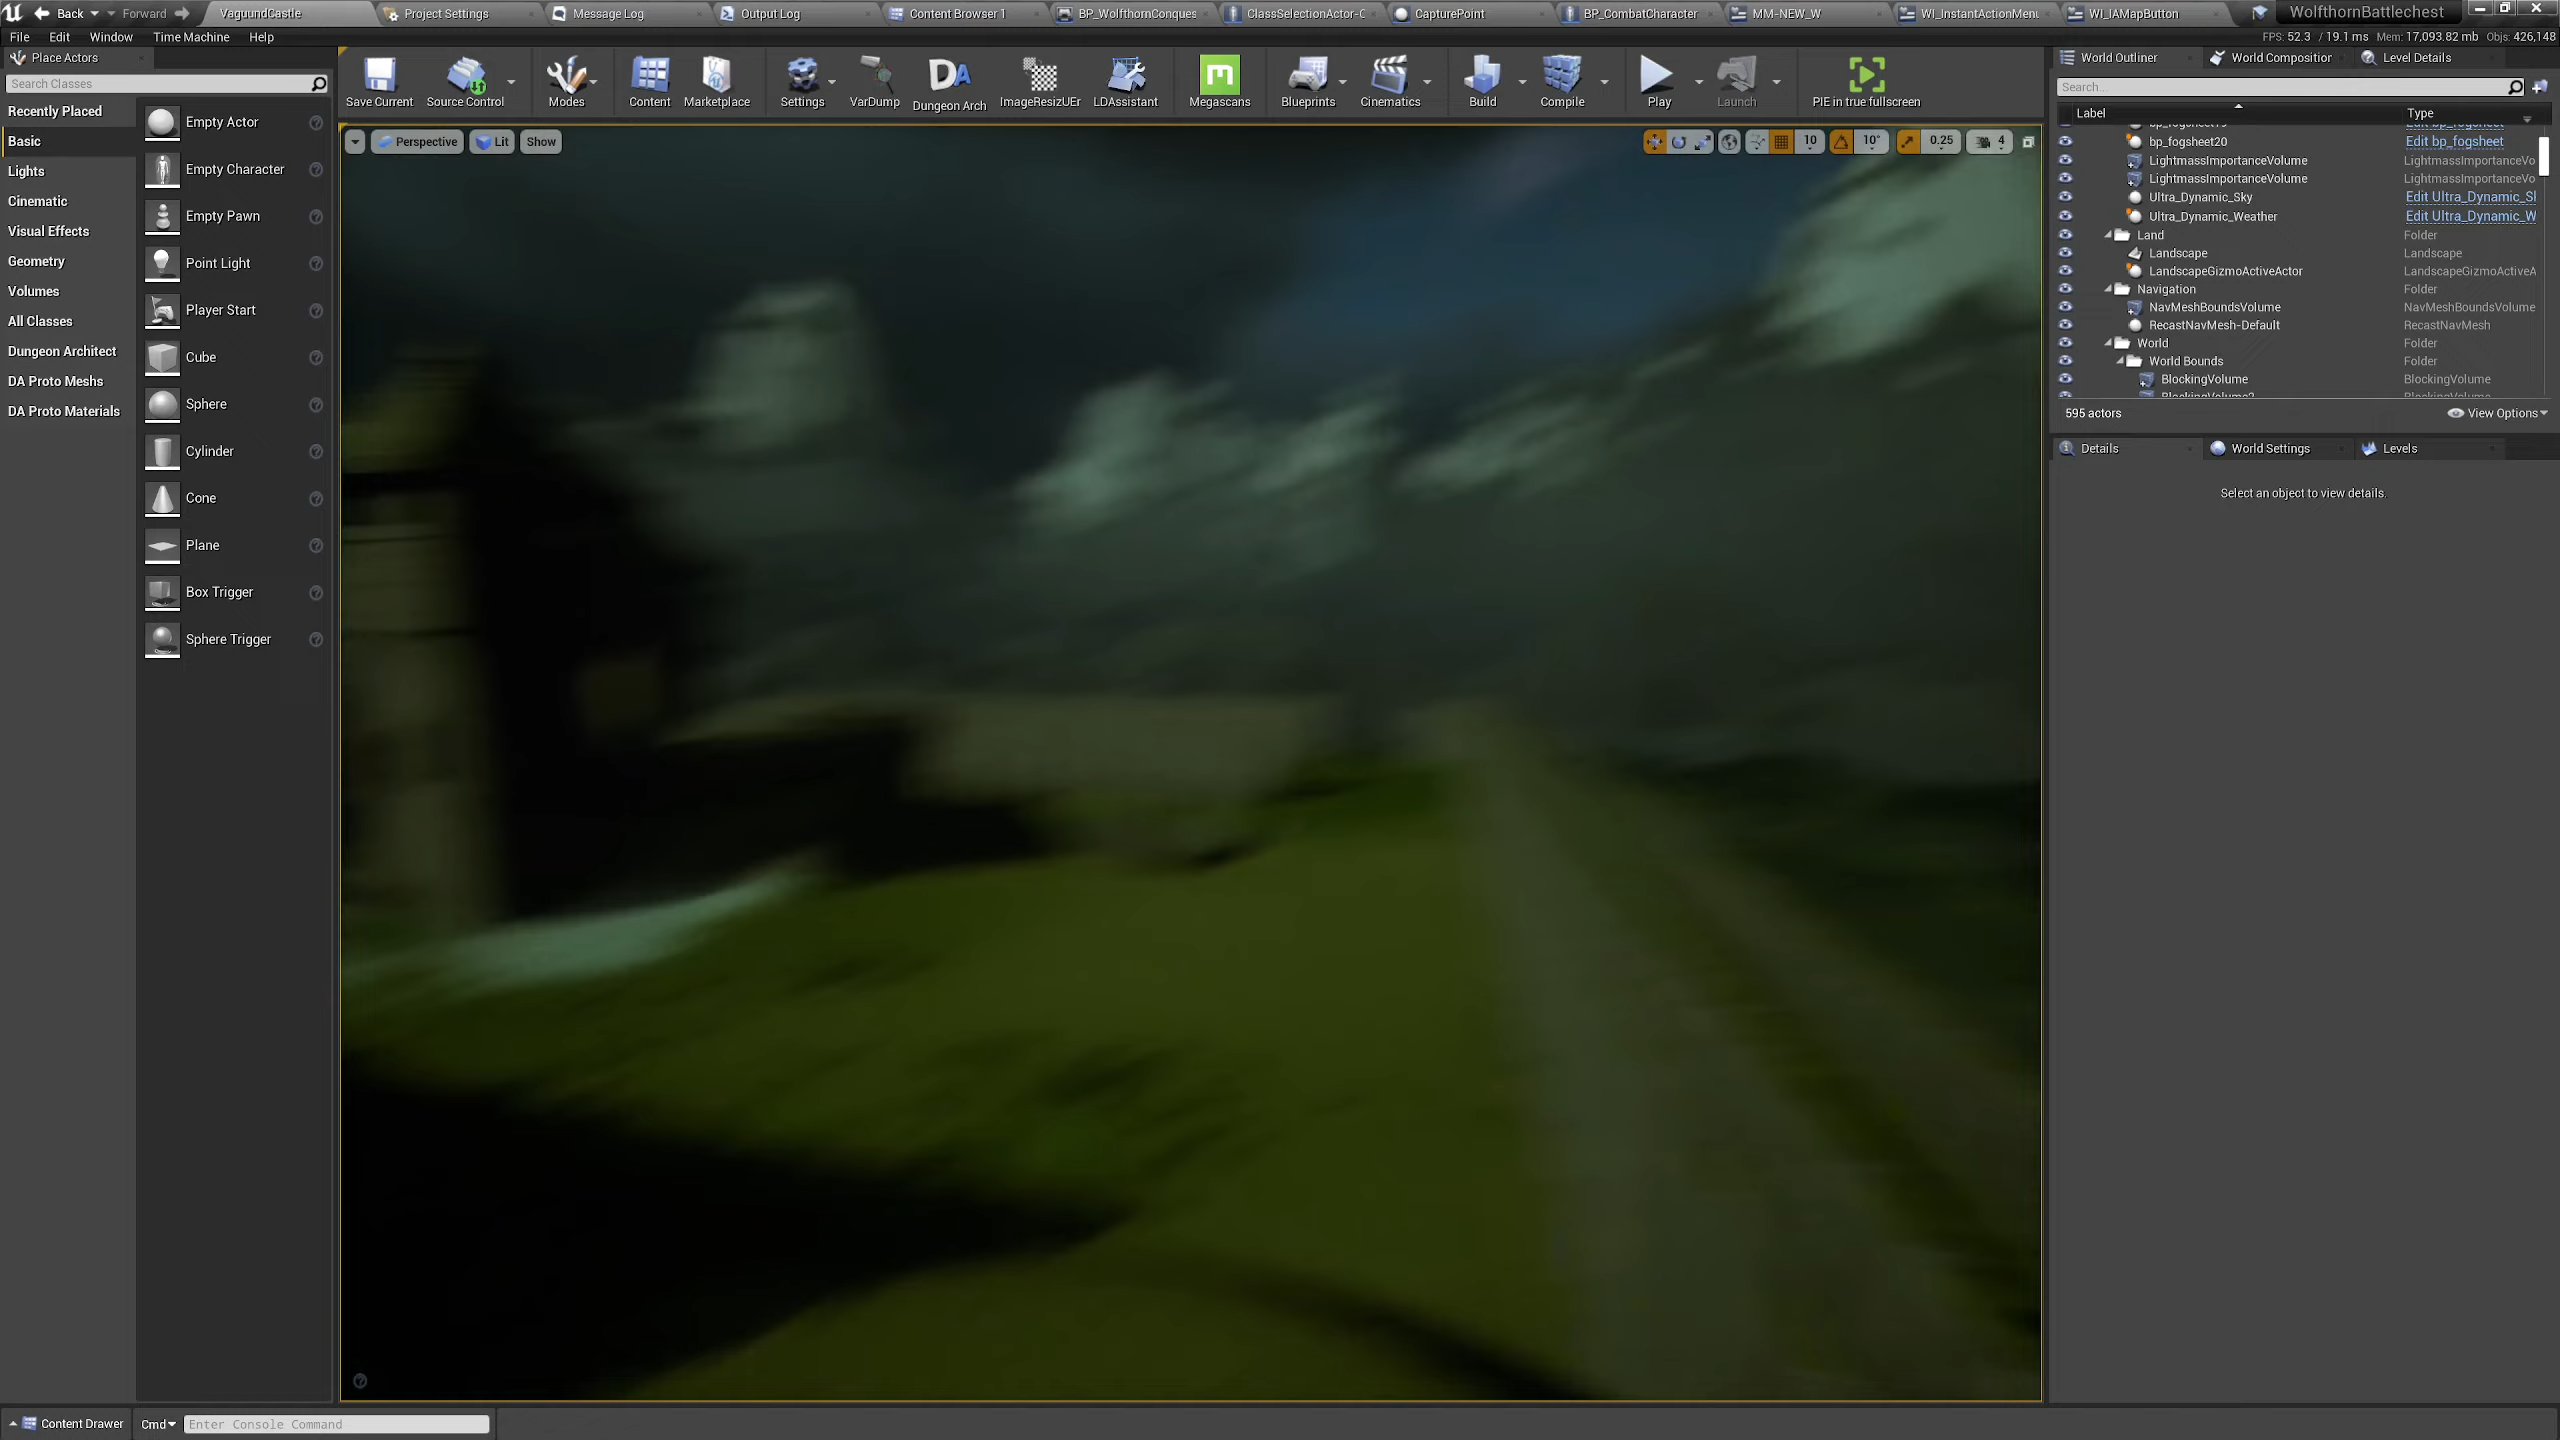 Back
Forward
VaguundCastle
Project Settings
Message Log
Output Log
Content Browser 1
BP_WolfthornConques
ClassSelectionActor-C
CapturePoint
BP_CombatCharacter
MM-NEW_W
WI_InstantActionMenu
WI_IAMapButton
WolfthornBattlechest
File
Edit
Window
Time Machine
Help
FPS: 52.3 / 19.1 ms
Mem: 17,093.82 mb
Objs: 426,148
Place Actors
Search Classes
Recently Placed
Basic
Lights
Cinematic
Visual Effects
Geometry
Volumes
All Classes
Dungeon Architect
DA Proto Meshs
DA Proto Materials
Empty Actor
Empty Character
Empty Pawn
Point Light
Player Start
Cube
Sphere
Cylinder
Cone
Plane
Box Trigger
Sphere Trigger
Save Current
Source Control
Modes
Content
Marketplace
Settings
VarDump
Dungeon Arch
ImageResizUEr
LDAssistant
Megascans
Blueprints
Cinematics
Build
Compile
Play
Launch
PIE in true fullscreen
Perspective
Lit
Show
10
10°
0.25
4
World Outliner
World Composition
Level Details
Search...
Label
Type
bp_fogsheet20
Edit bp_fogsheet
LightmassImportanceVolume
LightmassImportanceVo
LightmassImportanceVolume
LightmassImportanceVo
Ultra_Dynamic_Sky
Edit Ultra_Dynamic_Sl
Ultra_Dynamic_Weather
Edit Ultra_Dynamic_W
Land
Folder
Landscape
Landscape
LandscapeGizmoActiveActor
LandscapeGizmoActiveA
Navigation
Folder
NavMeshBoundsVolume
NavMeshBoundsVolume
RecastNavMesh-Default
RecastNavMesh
World
Folder
World Bounds
Folder
BlockingVolume
BlockingVolume
595 actors
View Options
Details
World Settings
Levels
Select an object to view details.
Content Drawer
Cmd
Enter Console Command